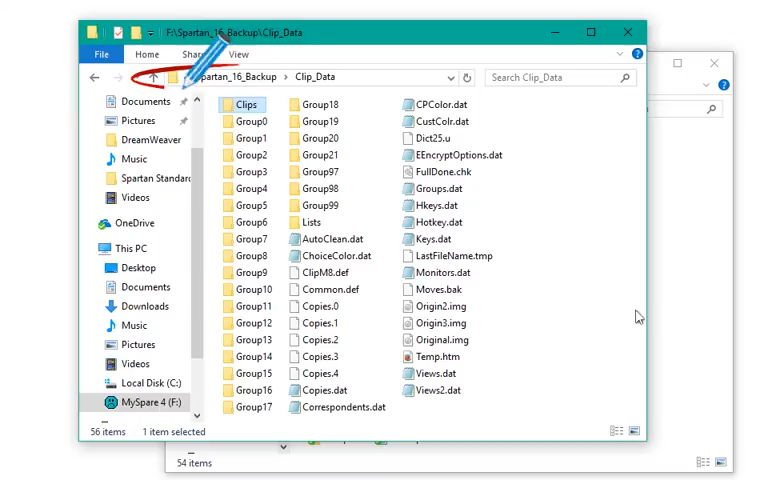 F:\Spartan_16_Backup\Clip_Data
File
Home
Shar
View
Spartan_16_Backup
Clip_Data
Search Clip_Data
Documents
Pictures
DreamWeaver
Music
Spartan Standard
Videos
OneDrive
This PC
Desktop
Documents
Downloads
Music
Pictures
Videos
Local Disk (C:)
MySpare 4 (F:)
Clips
Group0
Group1
Group2
Group3
Group4
Group5
Group6
Group7
Group8
Group9
Group10
Group11
Group12
Group13
Group14
Group15
Group16
Group17
Group18
Group19
Group20
Group21
Group97
Group98
Group99
Lists
AutoClean.dat
ChoiceColor.dat
ClipM8.def
Common.def
Copies.0
Copies.1
Copies.2
Copies.3
Copies.4
Copies.dat
Correspondents.dat
CPColor.dat
CustColr.dat
Dict25.u
EEncryptOptions.dat
FullDone.chk
Groups.dat
Hkeys.dat
Hotkey.dat
Keys.dat
LastFileName.tmp
Monitors.dat
Moves.bak
Origin2.img
Origin3.img
Original.img
Temp.htm
Views.dat
Views2.dat
56 items
1 item selected
54 items